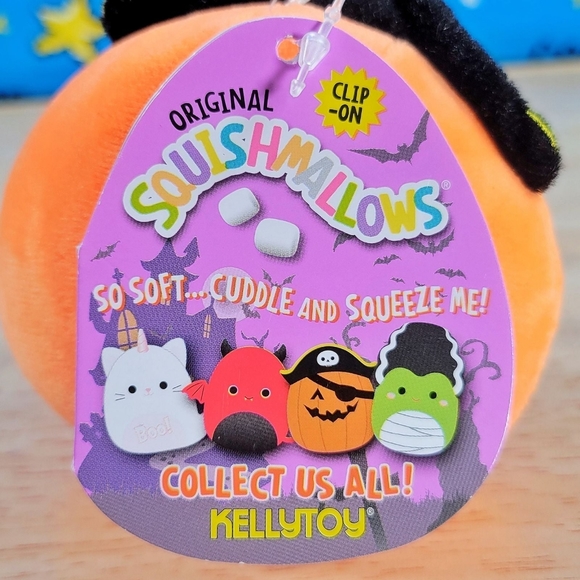 ORIGINAL
CLIP
-ON
SQUISHMALLOWS®
SO SOFT...CUDDLE AND SQUEEZE ME!
Boo!
COLLECT US ALL!
KELLYTOY®